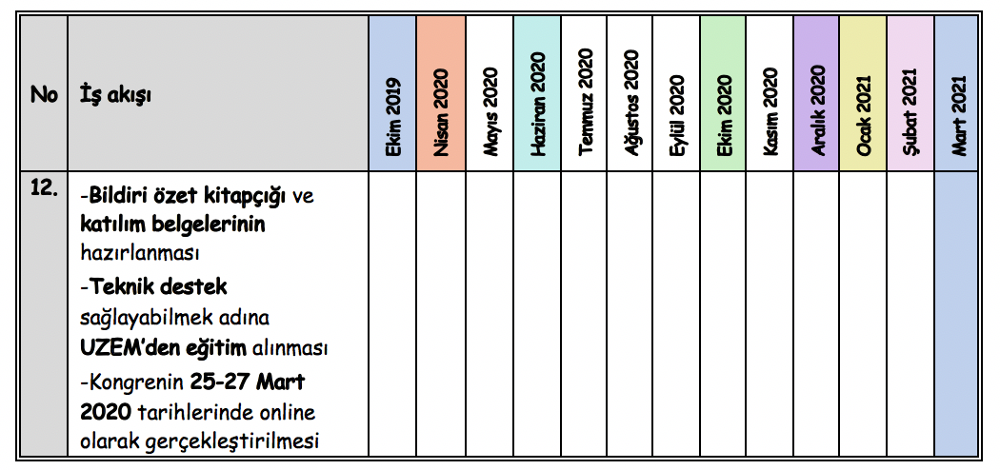 No
İş akışı
Ekim 2019
Nisan 2020
Mayıs 2020
Haziran 2020
Temmuz 2020
Ağustos 2020
Eylül 2020
Ekim 2020
Kasım 2020
Aralık 2020
Ocak 2021
Şubat 2021
Mart 2021
12.
-Bildiri özet kitapçığı ve
katılım belgelerinin
hazırlanması
-Teknik destek
sağlayabilmek adına
UZEM’den eğitim alınması
-Kongrenin 25-27 Mart
2020 tarihlerinde online
olarak gerçekleştirilmesi